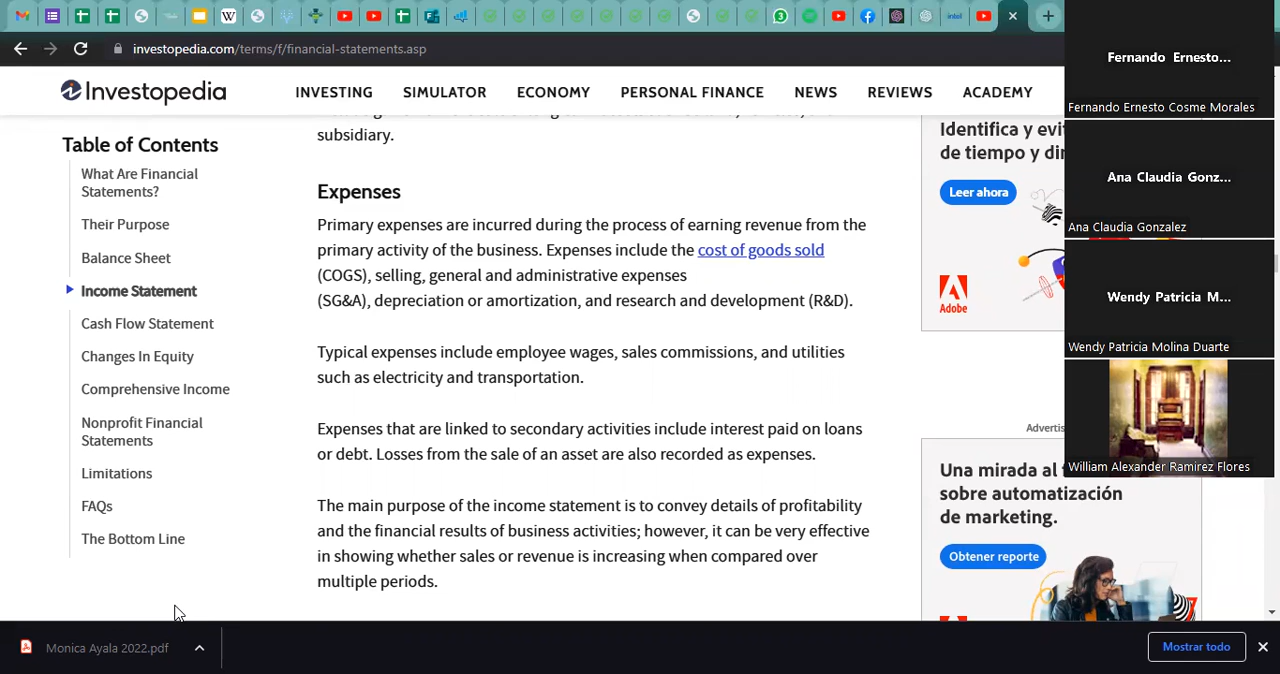 investopedia.com/terms/f/financial-statements.asp
Investopedia
INVESTING
SIMULATOR
ECONOMY
PERSONAL FINANCE
NEWS
REVIEWS
ACADEMY
Table of Contents
What Are Financial
Statements?
Their Purpose
Balance Sheet
Income Statement
Cash Flow Statement
Changes In Equity
Comprehensive Income
Nonprofit Financial
Statements
Limitations
FAQs
The Bottom Line
subsidiary.
Expenses
Primary expenses are incurred during the process of earning revenue from the
primary activity of the business. Expenses include the cost of goods sold
(COGS), selling, general and administrative expenses
(SG&A), depreciation or amortization, and research and development (R&D).
Typical expenses include employee wages, sales commissions, and utilities
such as electricity and transportation.
Expenses that are linked to secondary activities include interest paid on loans
or debt. Losses from the sale of an asset are also recorded as expenses.
The main purpose of the income statement is to convey details of profitability
and the financial results of business activities; however, it can be very effective
in showing whether sales or revenue is increasing when compared over
multiple periods.
Identifica y evi
de tiempo y di
Leer ahora
Adobe
Advertis
Una mirada al
sobre automatización
de marketing.
Obtener reporte
Fernando Ernesto...
Fernando Ernesto Cosme Morales
Ana Claudia Gonz...
Ana Claudia Gonzalez
Wendy Patricia M...
Wendy Patricia Molina Duarte
William Alexander Ramirez Flores
Monica Ayala 2022.pdf
Mostrar todo